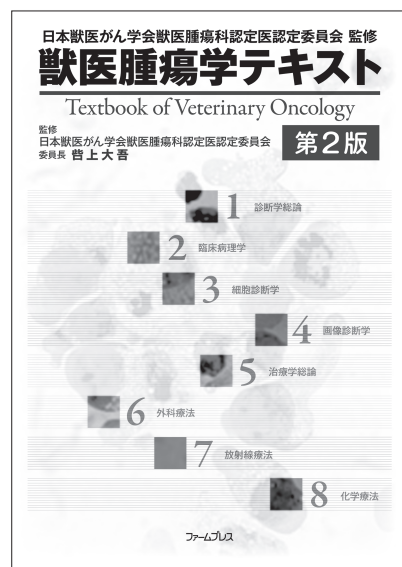 日本獣医がん学会獣医腫瘍科認定医認定委員会 監修
獣医腫瘍学テキスト
Textbook of Veterinary Oncology
監修
日本獣医がん学会獣医腫瘍科認定医認定委員会
委員長 呰上大吾
第2版
1 診断学総論
2 臨床病理学
3 細胞診断学
4 画像診断学
5 治療学総論
6 外科療法
7 放射線療法
8 化学療法
ファームプレス